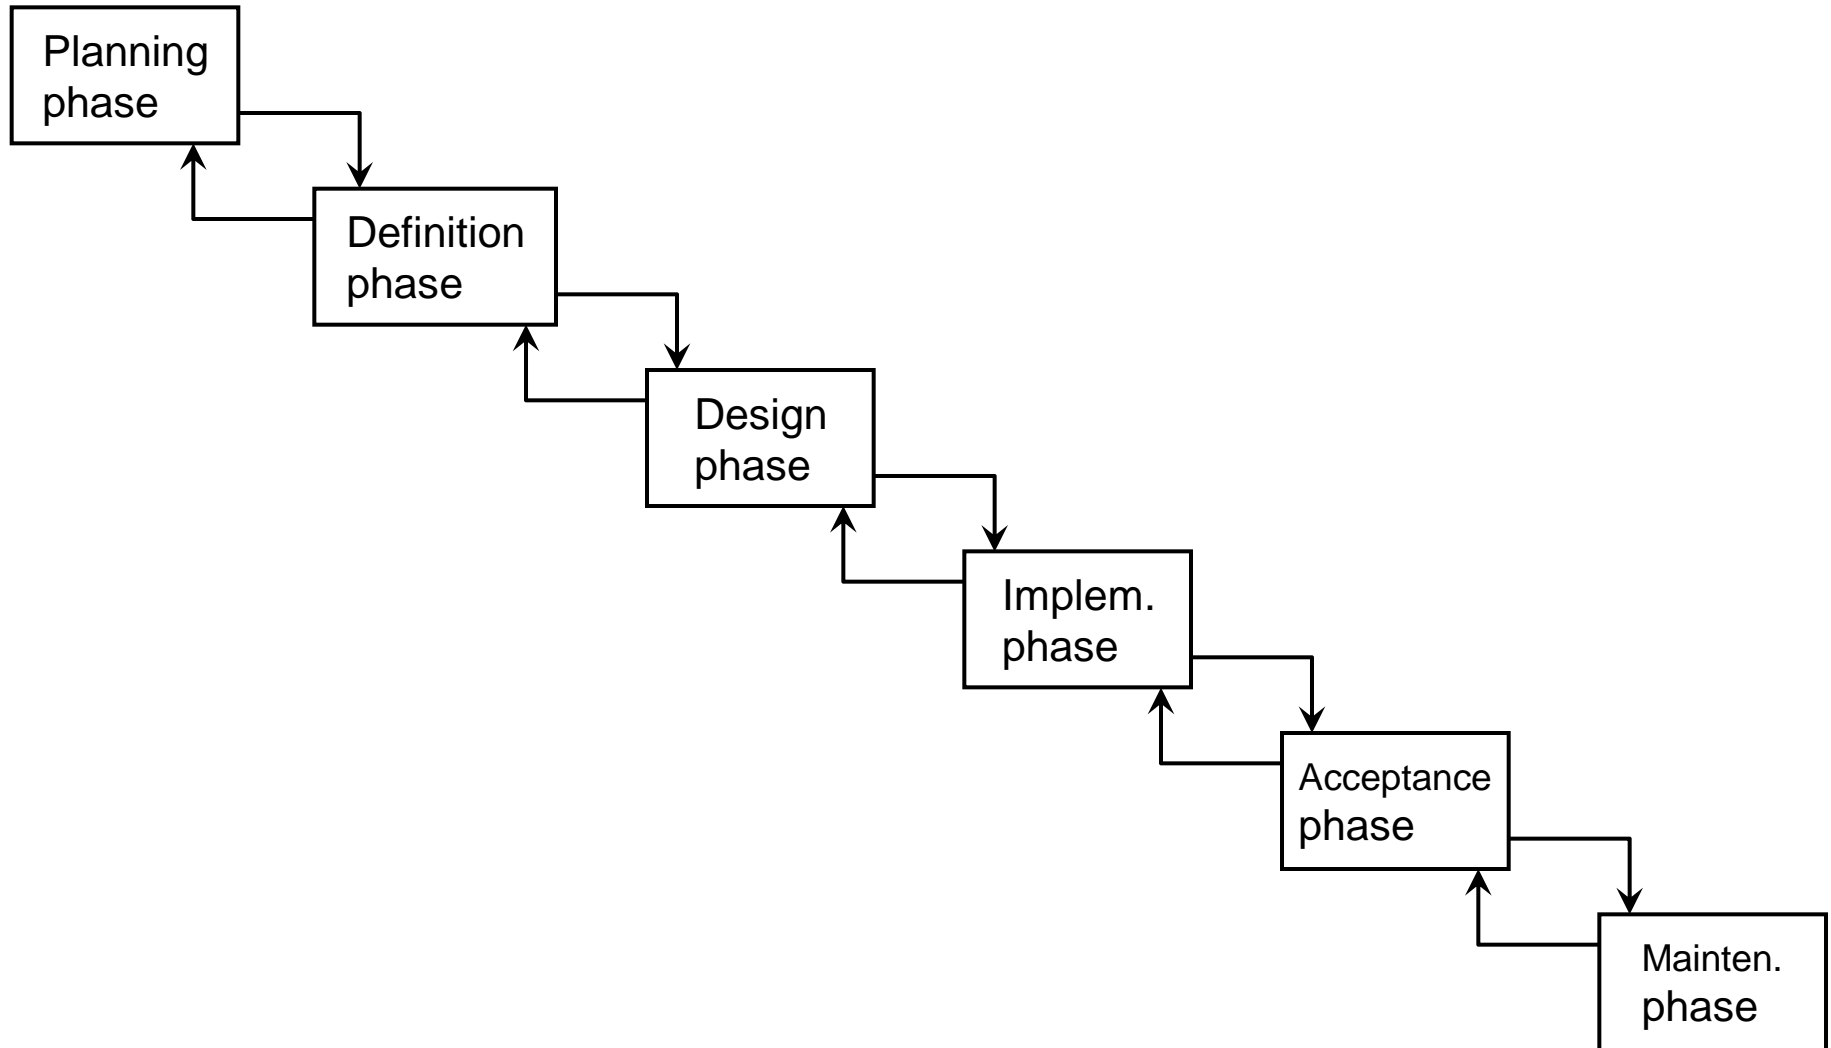 Planning
phase
Definition
phase
Design
phase
Implem.
phase
Acceptance
phase
Mainten.
phase